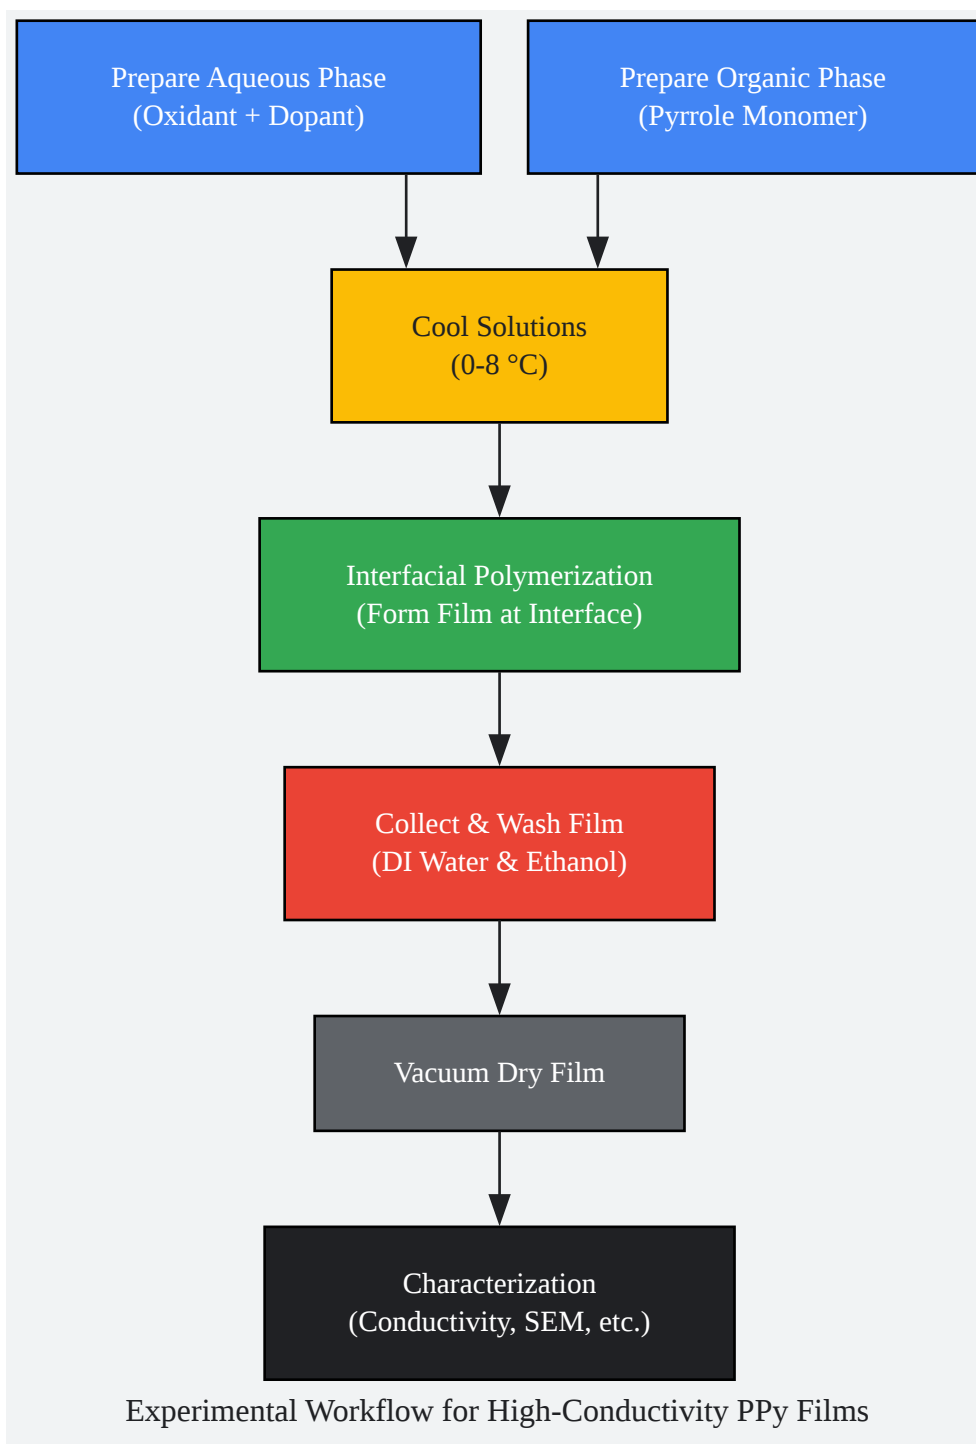 Prepare Aqueous Phase
(Oxidant + Dopant)
Prepare Organic Phase
(Pyrrole Monomer)
Cool Solutions
(0-8 °C)
Interfacial Polymerization
(Form Film at Interface)
Collect & Wash Film
(DI Water & Ethanol)
Vacuum Dry Film
Characterization
(Conductivity, SEM, etc.)
Experimental Workflow for High-Conductivity PPy Films